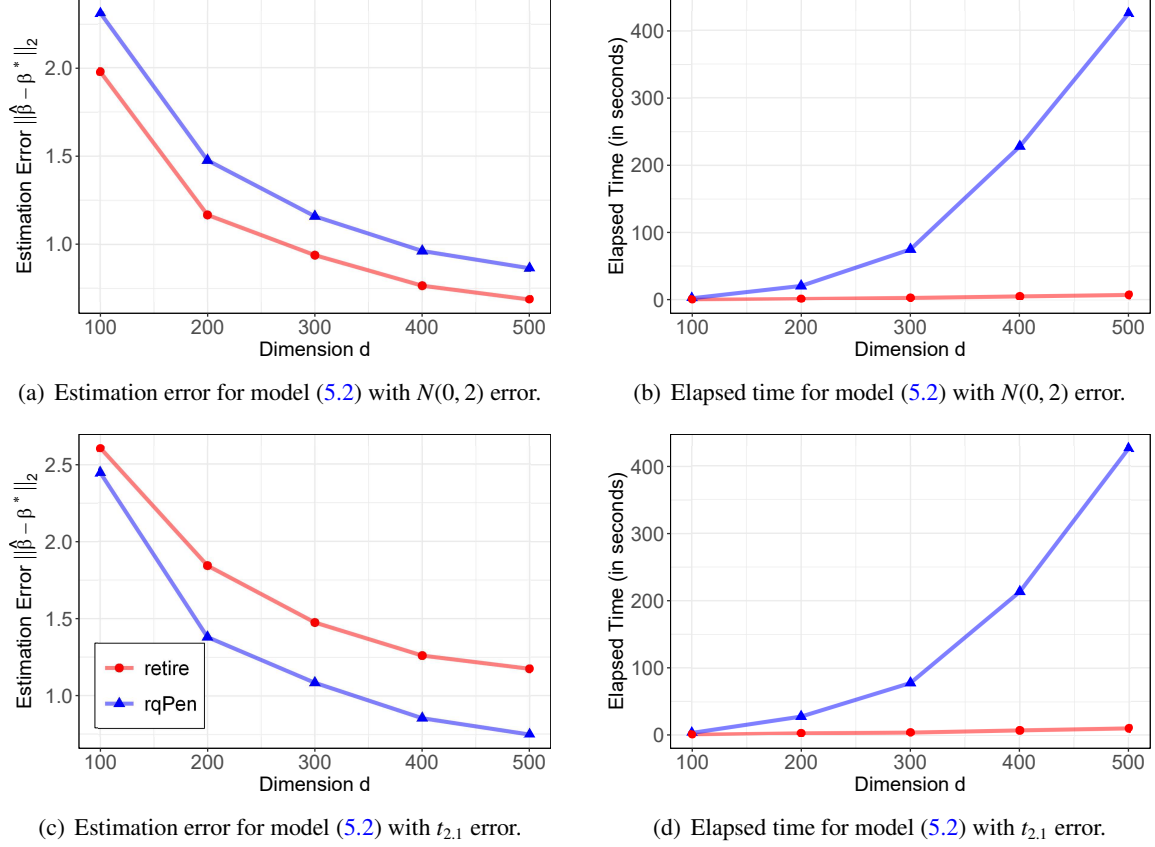 Estimation Error ||β̂ − β*||₂
2.0
1.5
1.0
100 200 300 400 500
Dimension d
(a) Estimation error for model (5.2) with N(0, 2) error.
Elapsed Time (in seconds)
400
300
200
100
0
100 200 300 400 500
Dimension d
(b) Elapsed time for model (5.2) with N(0, 2) error.
Estimation Error ||β̂ − β*||₂
2.5
2.0
1.5
1.0
retire
rqPen
100 200 300 400 500
Dimension d
(c) Estimation error for model (5.2) with t₂.₁ error.
Elapsed Time (in seconds)
400
300
200
100
0
100 200 300 400 500
Dimension d
(d) Elapsed time for model (5.2) with t₂.₁ error.